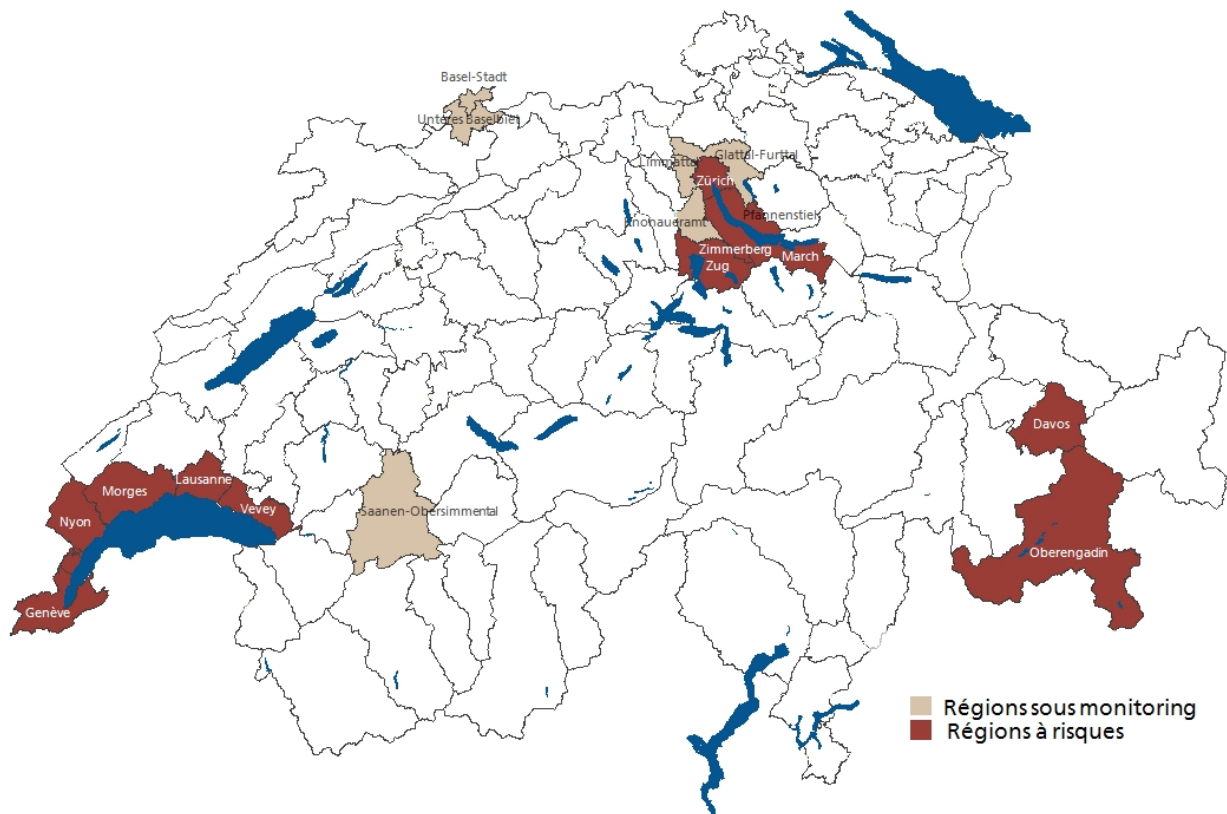 Basel-Stadt
Unteres Baselbiet
Limmattal
Glattal-Furttal
Zürich
Knonaueramt
Pfannenstiel
Zimmerberg
March
Zug
Davos
Lausanne
Morges
Vevey
Saanen-Obersimmental
Nyon
Oberengadin
Genève
Régions sous monitoring
Régions à risques